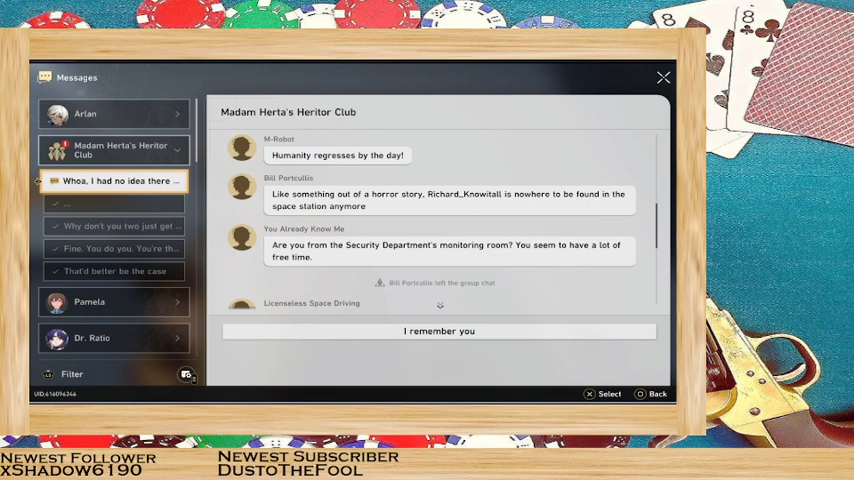 8
8
Messages
Arlan
Madam Herta's Heritor
Club
Whoa, I had no idea there ...
...
Why don't you two just get ...
Fine. You do you. You're th...
That'd better be the case
Pamela
Dr. Ratio
Filter
Madam Herta's Heritor Club
M-Robot
Humanity regresses by the day!
Bill Portcullis
Like something out of a horror story, Richard_Knowitall is nowhere to be found in the
space station anymore
You Already Know Me
Are you from the Security Department's monitoring room? You seem to have a lot of
free time.
Bill Portcullis left the group chat
Licenseless Space Driving
I remember you
UID:616096346
Select
Back
Newest Follower
xShadow6190
Newest Subscriber
DustoTheFool